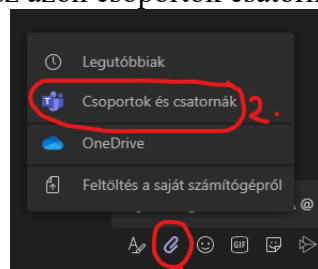 Legutóbbiak
Csoportok és csatornák 2.
OneDrive
Feltöltés a saját számítógépről
@
GIF